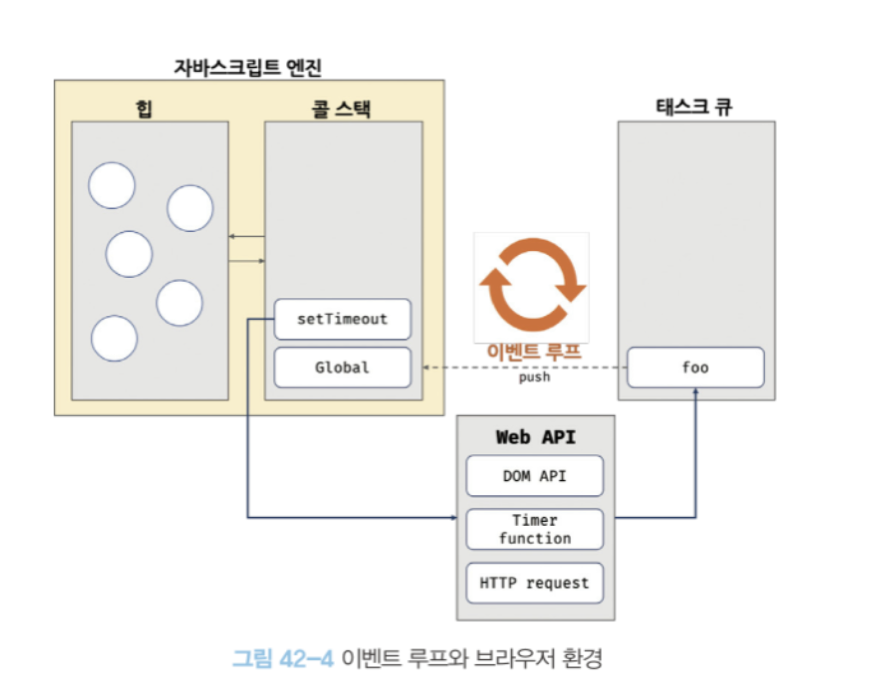 자바스크립트 엔진
힙
콜 스택
태스크 큐
setTimeout
Global
이벤트 루프
push
foo
Web API
DOM API
Timer
function
HTTP request
그림 42-4 이벤트 루프와 브라우저 환경